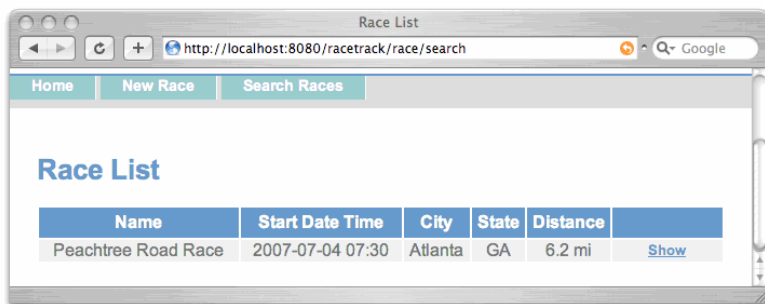 Race List
http://localhost:8080/racetrack/race/search
Google
Home New Race Search Races
Race List
Name Start Date Time City State Distance
Peachtree Road Race 2007-07-04 07:30 Atlanta GA 6.2 mi Show